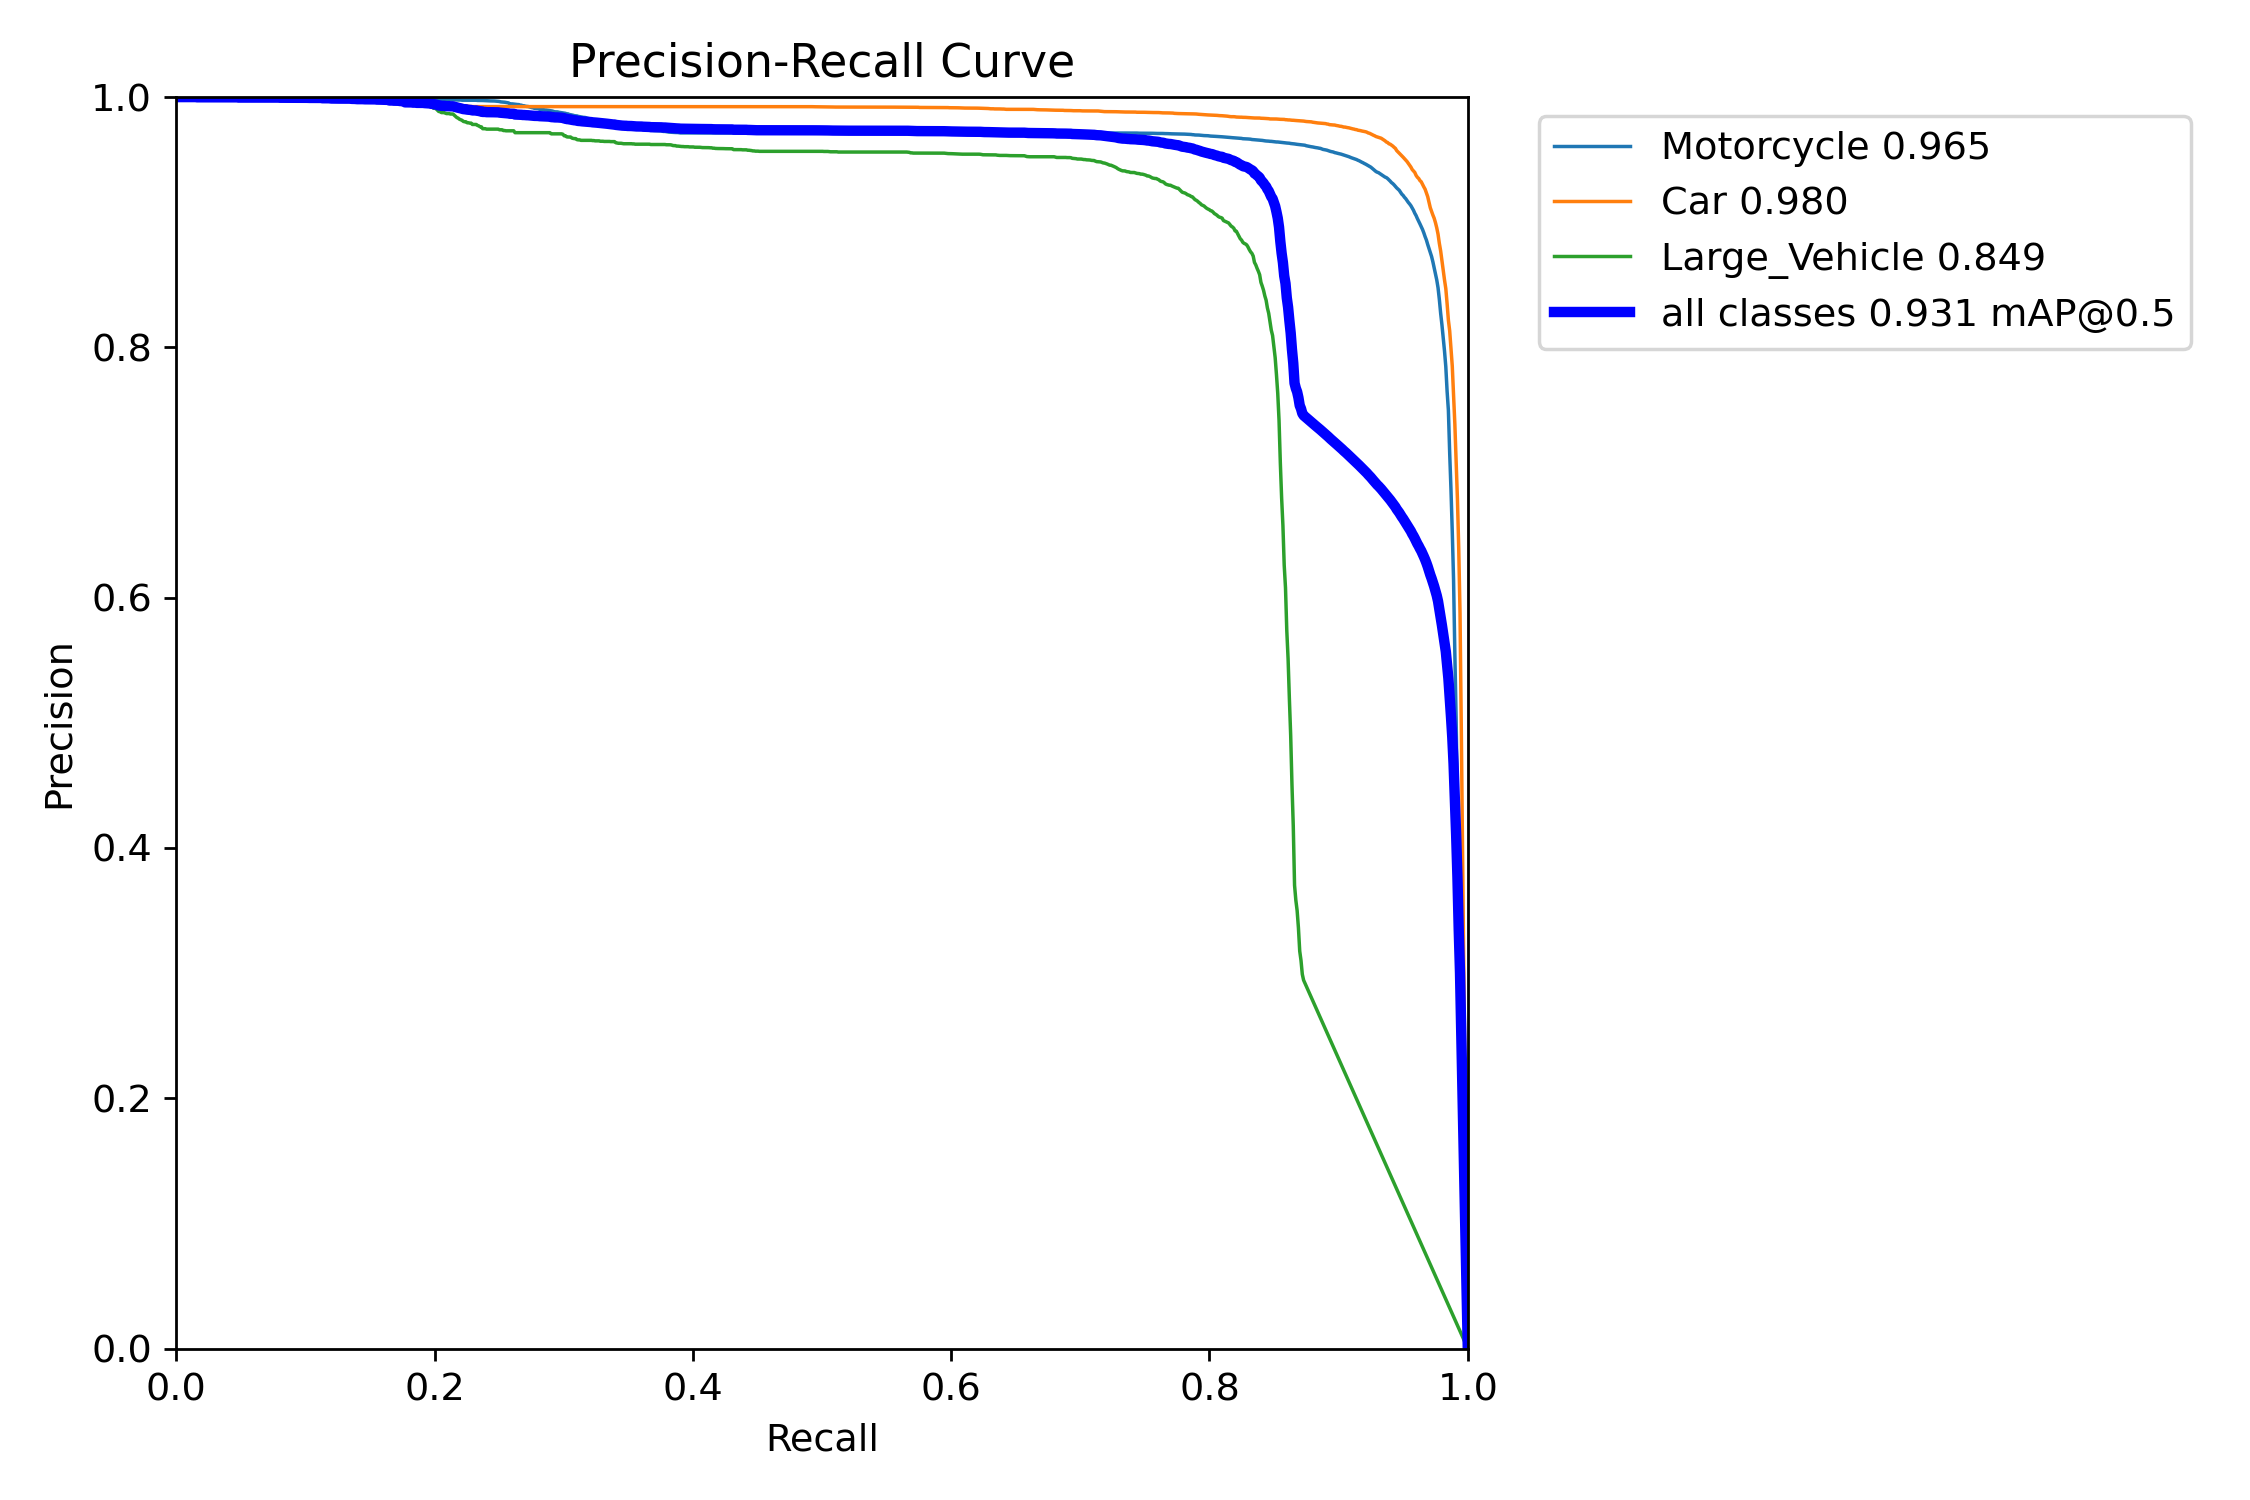 Precision-Recall Curve
Motorcycle 0.965
Car 0.980
Large_Vehicle 0.849
all classes 0.931 mAP@0.5
1.0
0.8
0.6
0.4
0.2
0.0
Precision
0.0 0.2 0.4 0.6 0.8 1.0
Recall